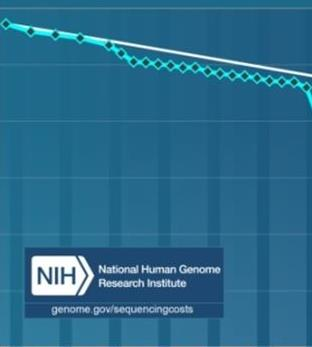 NIH
National Human Genome
Research Institute
genome.gov/sequencingcosts